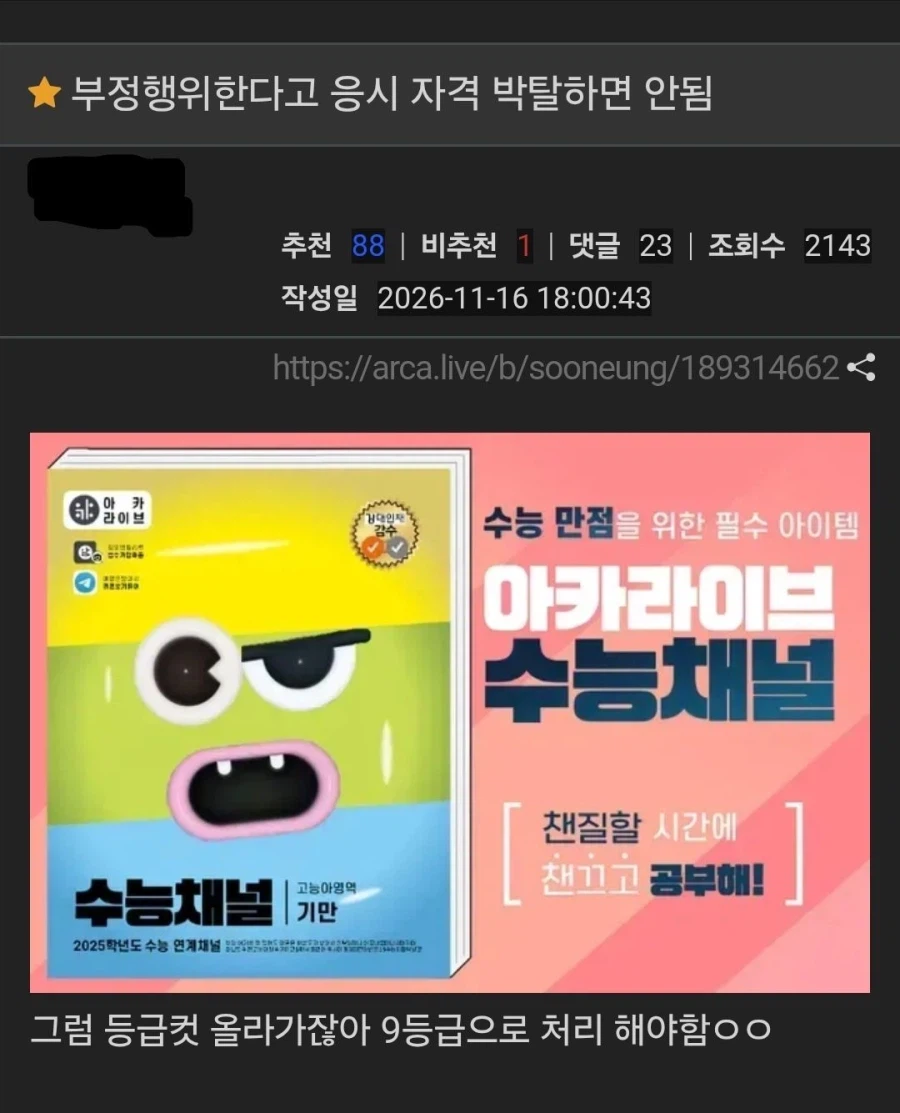 부정행위한다고 응시 자격 박탈하면 안됨
추천 88 | 비추천 1 | 댓글 23 | 조회수 2143
작성일 2026-11-16 18:00:43
https://arca.live/b/sooneung/189314662
아 카
라이브
감수
수능 만점을 위한 필수 아이템
아카라이브
수능채널
챈질할 시간에
챈끄고 공부해!
수능채널 | 고능아영역
기만
2025학년도 수능 연계채널
그럼 등급컷 올라가잖아 9등급으로 처리 해야함ㅇㅇ